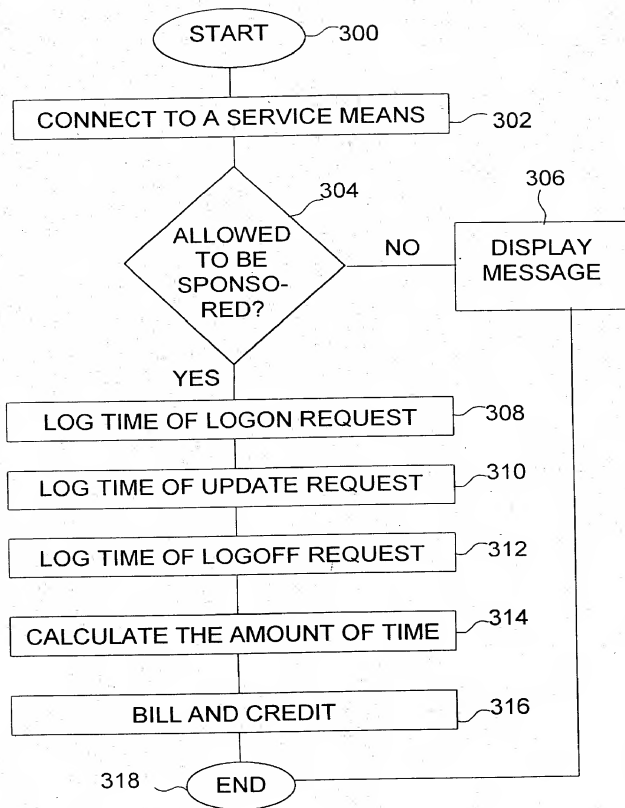 START
300
CONNECT TO A SERVICE MEANS
302
304
ALLOWED
TO BE
SPONSO-
RED?
NO
306
DISPLAY
MESSAGE
YES
LOG TIME OF LOGON REQUEST
308
LOG TIME OF UPDATE REQUEST
310
LOG TIME OF LOGOFF REQUEST
312
CALCULATE THE AMOUNT OF TIME
314
BILL AND CREDIT
316
318
END